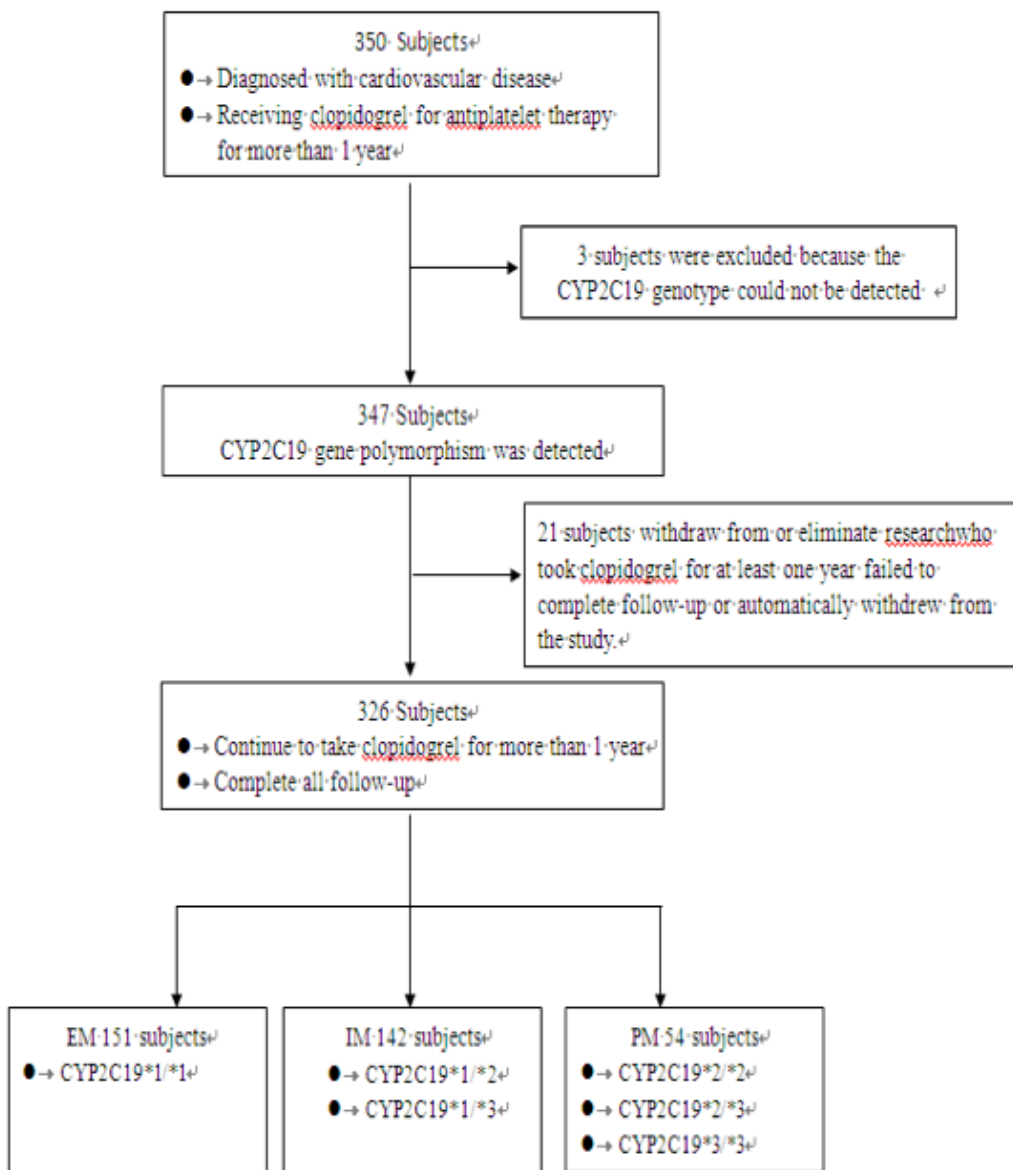 350 Subjects
● → Diagnosed with cardiovascular disease
● → Receiving clopidogrel for antiplatelet therapy
for more than 1 year
3 subjects were excluded because the
CYP2C19 genotype could not be detected
347 Subjects
CYP2C19 gene polymorphism was detected
21 subjects withdraw from or eliminate researchwho
took clopidogrel for at least one year failed to
complete follow-up or automatically withdrew from
the study.
326 Subjects
● → Continue to take clopidogrel for more than 1 year
● → Complete all follow-up
EM 151 subjects
● → CYP2C19*1/*1
IM 142 subjects
● → CYP2C19*1/*2
● → CYP2C19*1/*3
PM 54 subjects
● → CYP2C19*2/*2
● → CYP2C19*2/*3
● → CYP2C19*3/*3